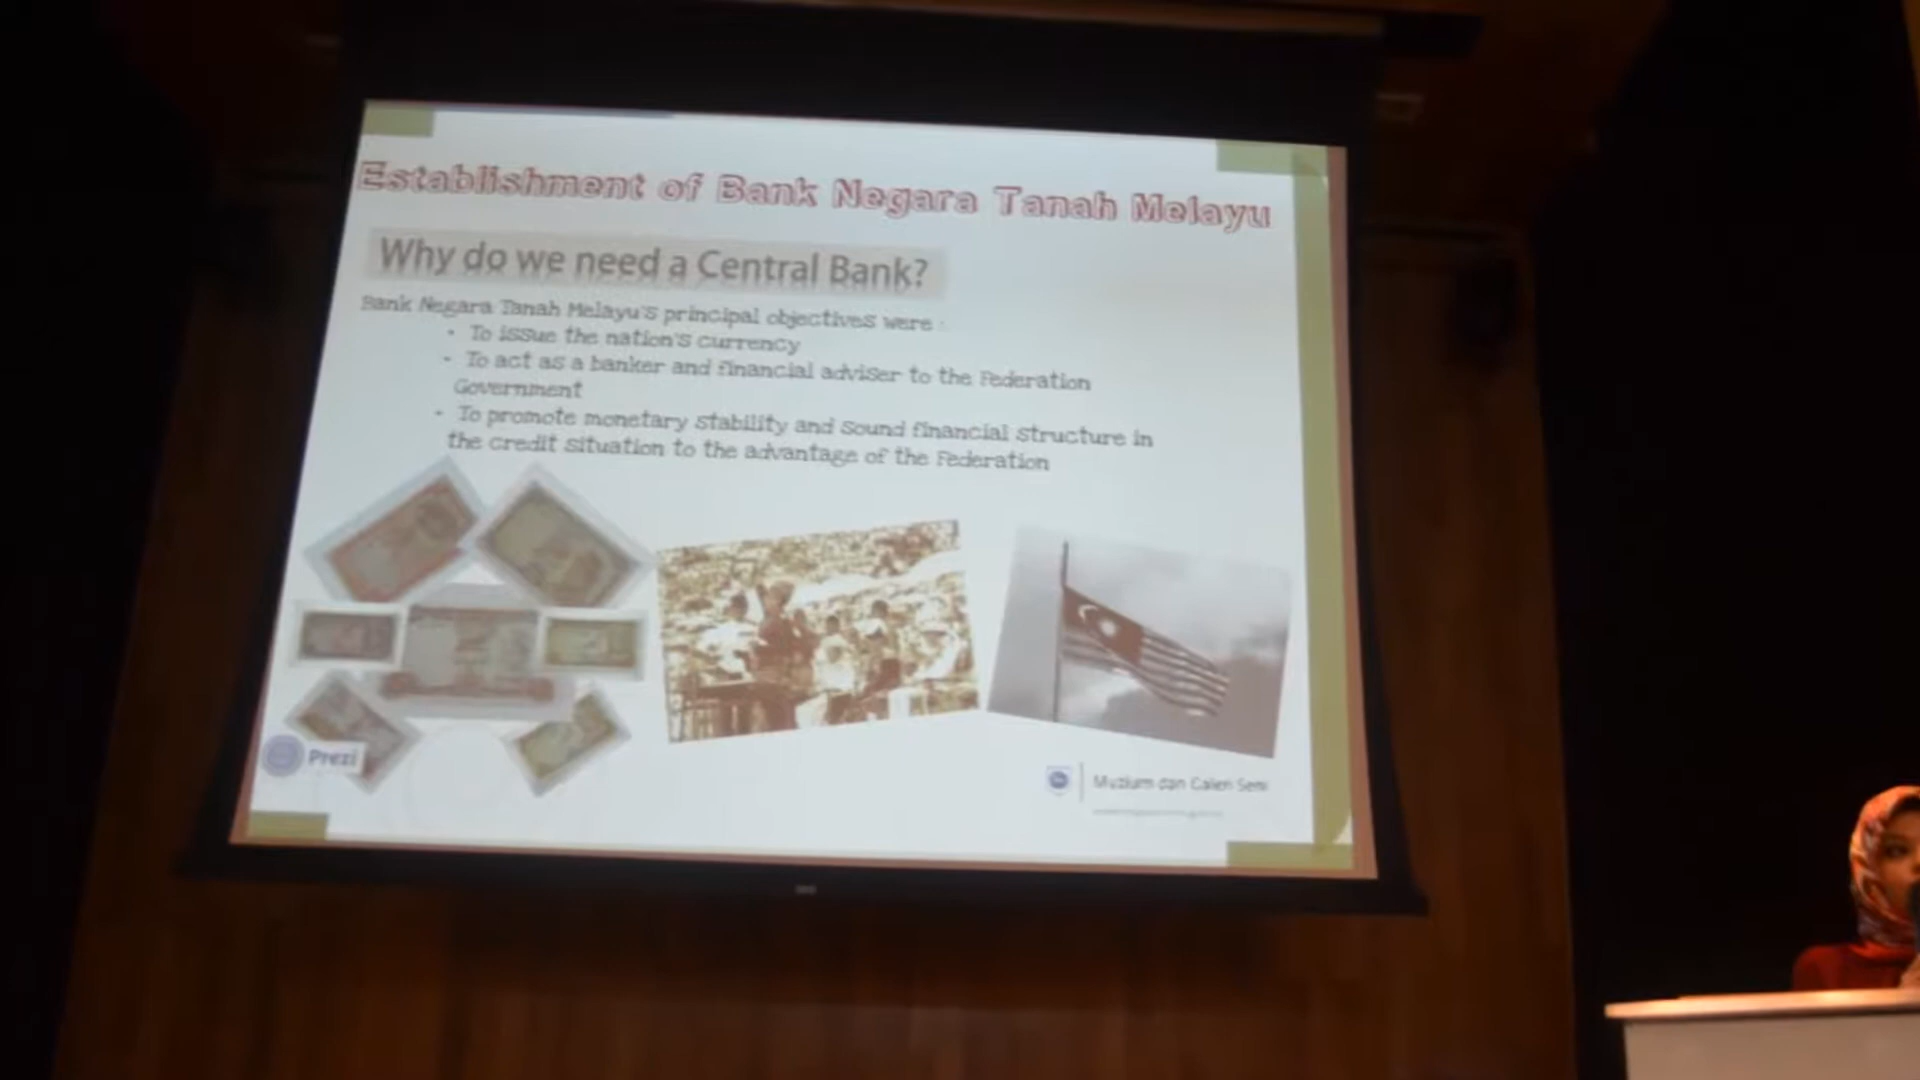 Establishment of Bank Negara Tanah Melayu
Why do we need a Central Bank?
Bank Negara Tanah Melayu's principal objectives were :
• To issue the nation's currency
• To act as a banker and financial adviser to the Federation
Government
• To promote monetary stability and sound financial structure in
the credit situation to the advantage of the Federation
Prezi
Muzium dan Galeri Seni